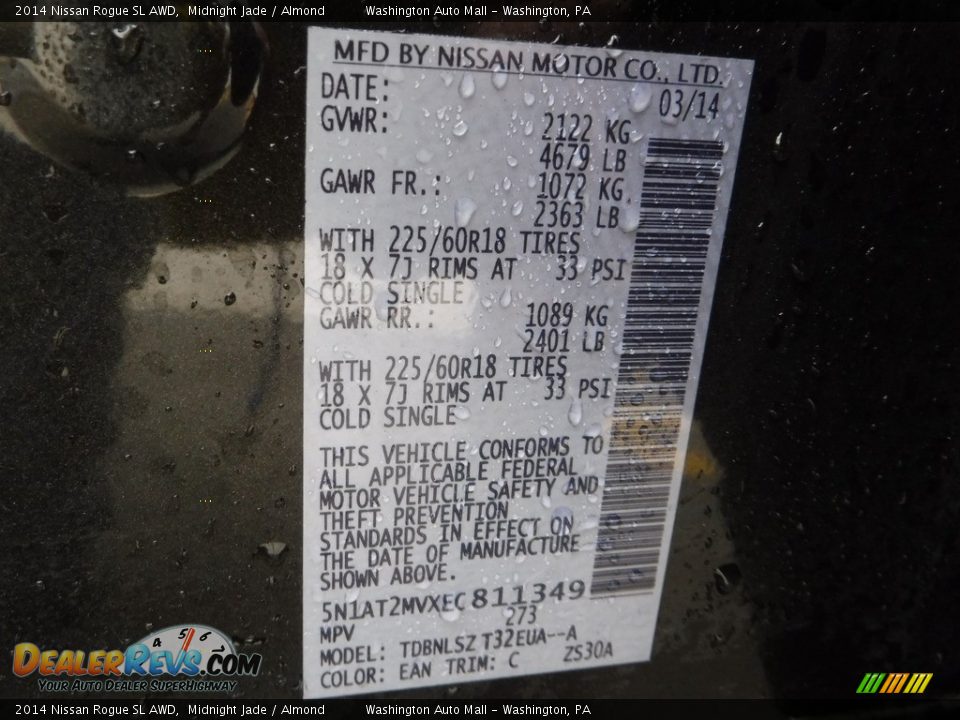 2014 Nissan Rogue SL AWD, Midnight Jade / Almond Washington Auto Mall - Washington, PA
MFD BY NISSAN MOTOR CO., LTD.
DATE: 03/14
GVWR: 2122 KG
4679 LB
GAWR FR.: 1072 KG
2363 LB
WITH 225/60R18 TIRES
18 X 7J RIMS AT 33 PSI
COLD SINGLE
GAWR RR.: 1089 KG
2401 LB
WITH 225/60R18 TIRES
18 X 7J RIMS AT 33 PSI
COLD SINGLE
THIS VEHICLE CONFORMS TO
ALL APPLICABLE FEDERAL
MOTOR VEHICLE SAFETY AND
THEFT PREVENTION
STANDARDS IN EFFECT ON
THE DATE OF MANUFACTURE
SHOWN ABOVE.
5N1AT2MVXEC811349
273
MPV
MODEL: TDBNLSZ T32EUA--A
COLOR: EAN TRIM: C ZS30A
4 5 6
DEALERREVS.COM
YOUR AUTO DEALER SUPERHIGHWAY
2014 Nissan Rogue SL AWD, Midnight Jade / Almond Washington Auto Mall - Washington, PA